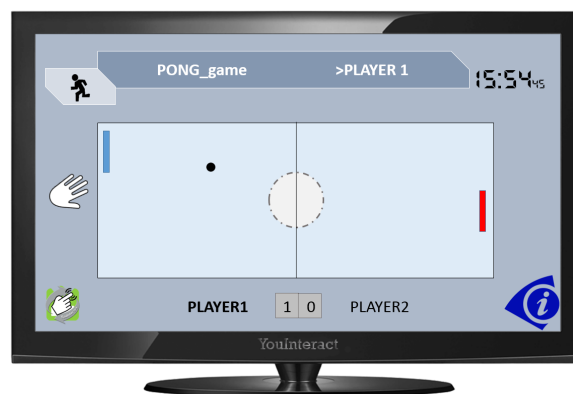 PONG_game >PLAYER 1
15:54 45
PLAYER1 1 0 PLAYER2
i
YouInteract